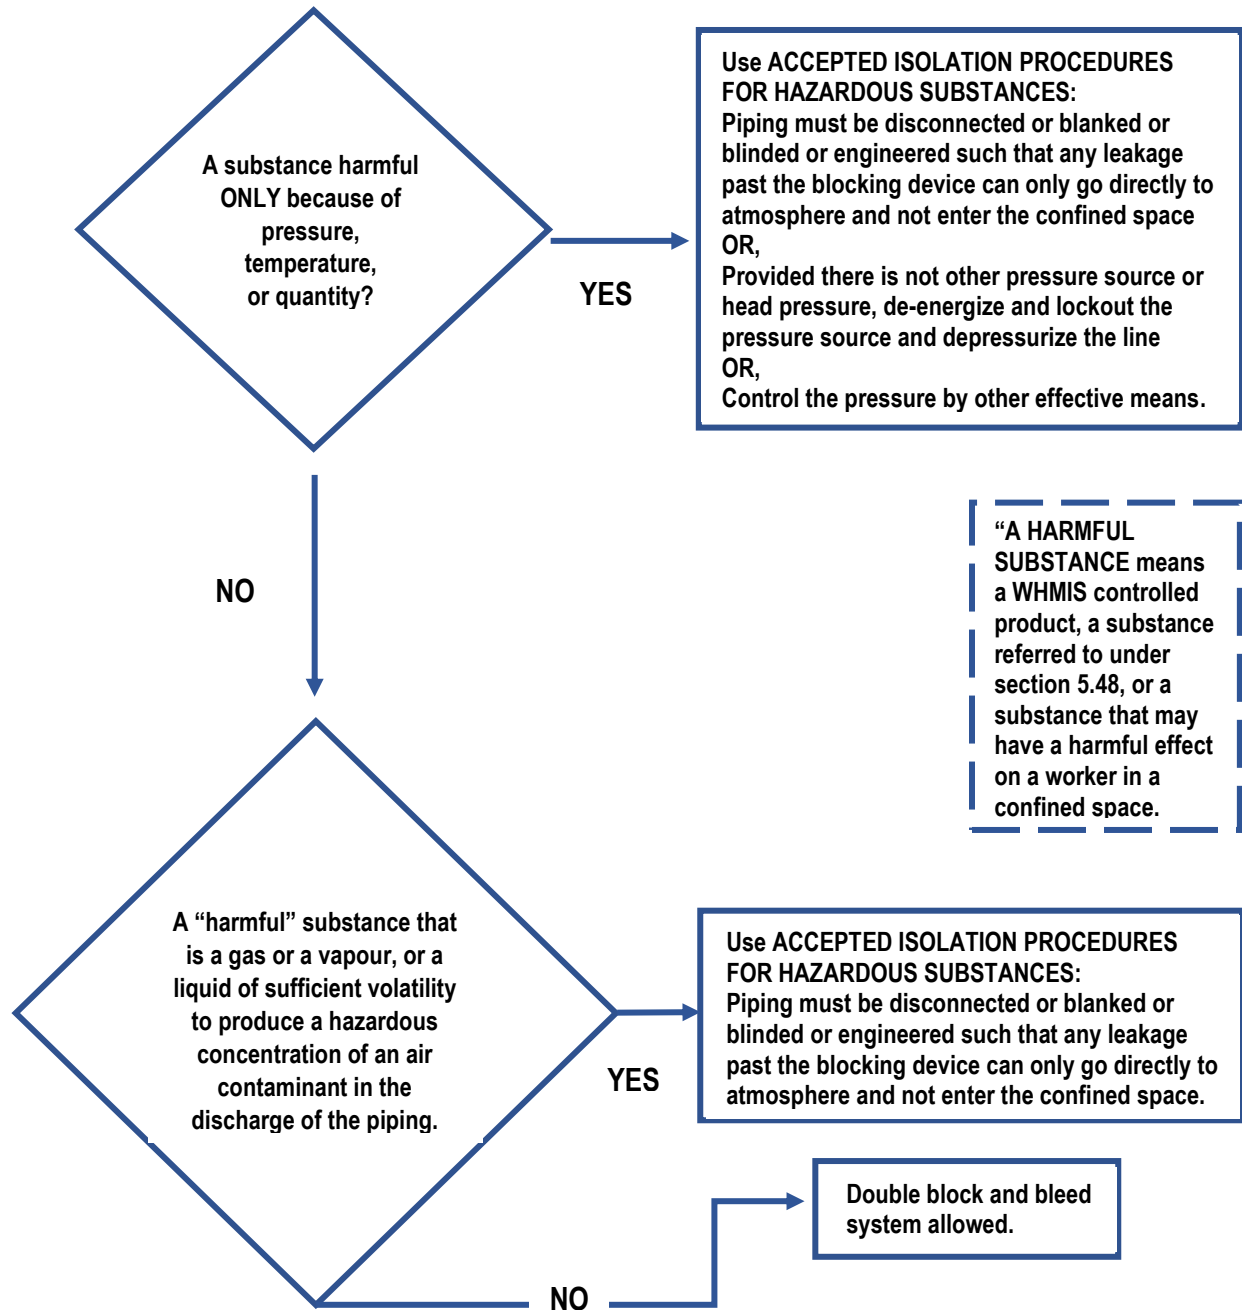 A substance harmful
ONLY because of
pressure,
temperature,
or quantity?
YES
Use ACCEPTED ISOLATION PROCEDURES
FOR HAZARDOUS SUBSTANCES:
Piping must be disconnected or blanked or
blinded or engineered such that any leakage
past the blocking device can only go directly to
atmosphere and not enter the confined space
OR,
Provided there is not other pressure source or
head pressure, de-energize and lockout the
pressure source and depressurize the line
OR,
Control the pressure by other effective means.
NO
“A HARMFUL
SUBSTANCE means
a WHMIS controlled
product, a substance
referred to under
section 5.48, or a
substance that may
have a harmful effect
on a worker in a
confined space.
A “harmful” substance that
is a gas or a vapour, or a
liquid of sufficient volatility
to produce a hazardous
concentration of an air
contaminant in the
discharge of the piping.
YES
Use ACCEPTED ISOLATION PROCEDURES
FOR HAZARDOUS SUBSTANCES:
Piping must be disconnected or blanked or
blinded or engineered such that any leakage
past the blocking device can only go directly to
atmosphere and not enter the confined space.
Double block and bleed
system allowed.
NO